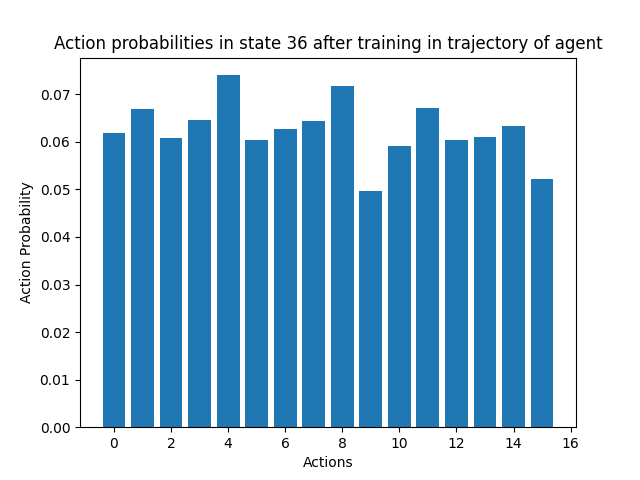 Action probabilities in state 36 after training in trajectory of agent
0.07
0.06
0.05
0.04
0.03
0.02
0.01
0.00
Action Probability
0 2 4 6 8 10 12 14 16
Actions